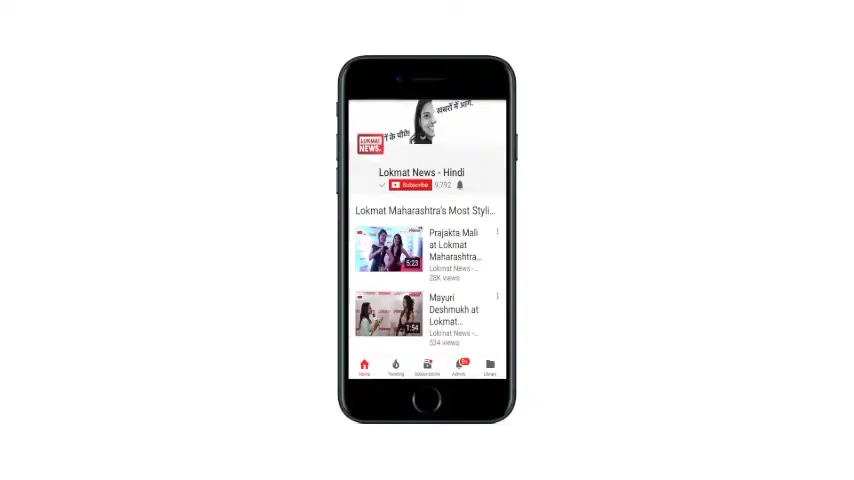 खबरों में आगे,
के पीछे!
LOKMAT
NEWS
Lokmat News - Hindi
Subscribe 9,792
Lokmat Maharashtra's Most Styli...
Prajakta Mali
at Lokmat
Maharashtra...
Lokmat News -...
28K views
5:23
Mayuri
Deshmukh at
Lokmat...
Lokmat News -...
534 views
1:54
Home Trending Subscriptions Activity Library
9+